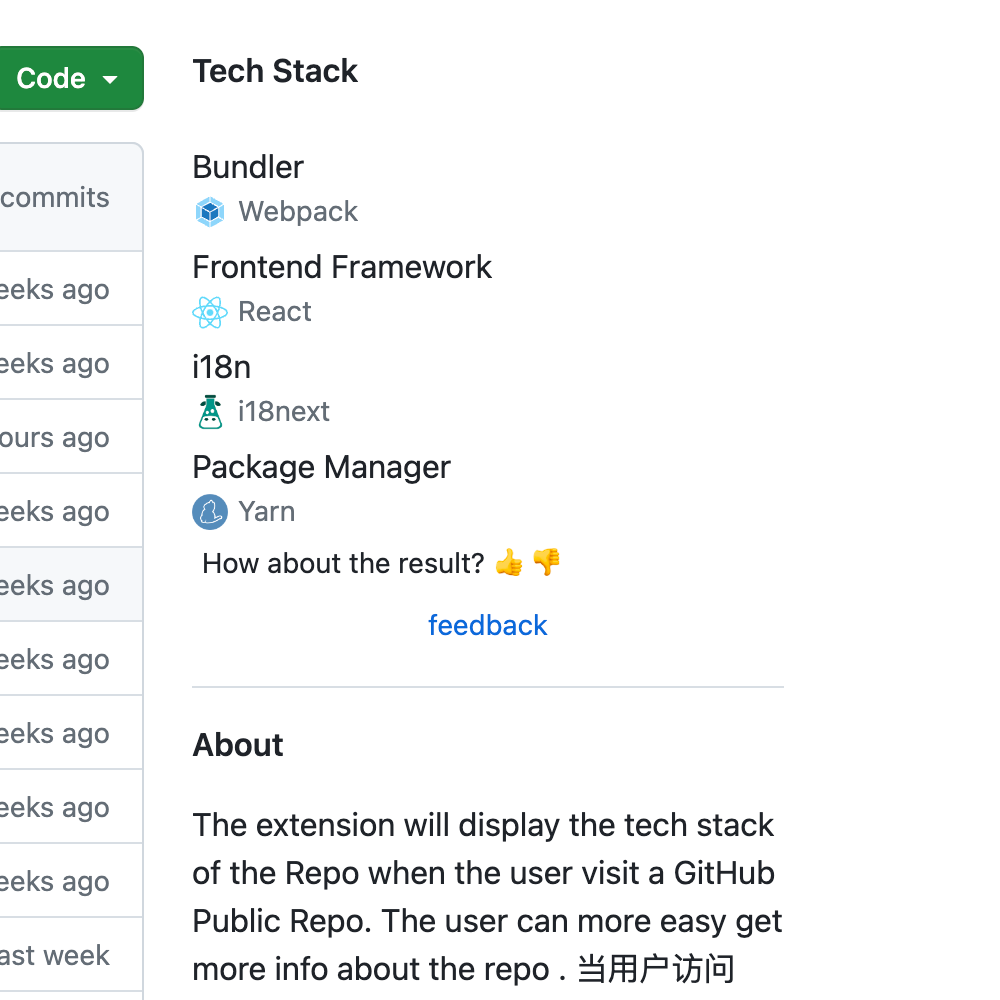 Code
Tech Stack
commits
Bundler
Webpack
eeks ago
Frontend Framework
React
eeks ago
i18n
i18next
ours ago
Package Manager
Yarn
eeks ago
How about the result? 👍 👎
eeks ago
feedback
eeks ago
eeks ago
About
eeks ago
The extension will display the tech stack
of the Repo when the user visit a GitHub
eeks ago
Public Repo. The user can more easy get
ast week
more info about the repo . 当用户访问